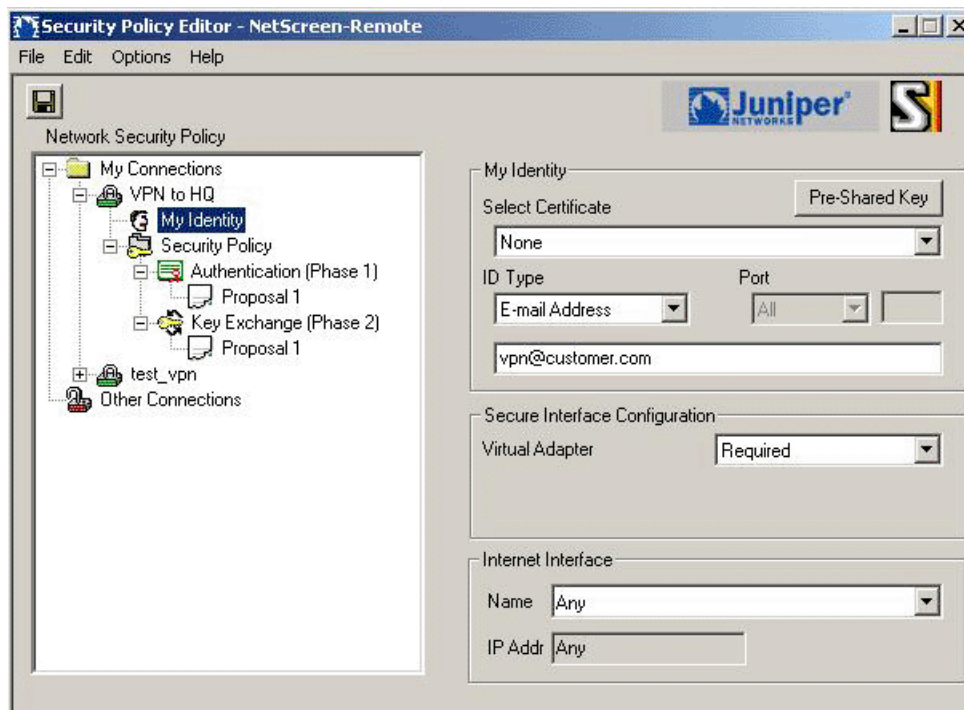 Security Policy Editor - NetScreen-Remote
File Edit Options Help
Juniper®
NETWORKS
S
Network Security Policy
My Connections
VPN to HQ
My Identity
Security Policy
Authentication (Phase 1)
Proposal 1
Key Exchange (Phase 2)
Proposal 1
test_vpn
Other Connections
My Identity
Select Certificate
Pre-Shared Key
None
ID Type Port
E-mail Address All
vpn@customer.com
Secure Interface Configuration
Virtual Adapter Required
Internet Interface
Name Any
IP Addr Any